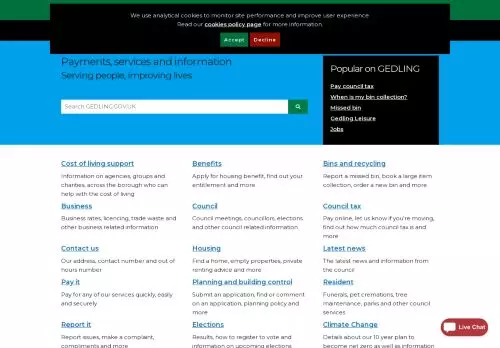 We use analytical cookies to monitor site performance and improve user experience
Read our cookies policy page for more information.
Accept
Decline
Payments, services and information
Serving people, improving lives
Search GEDLING.GOV.UK
Popular on GEDLING
Pay council tax
When is my bin collection?
Missed bin
Gedling Leisure
Jobs
Cost of living support
Information on agencies, groups and
charities, across the borough who can
help with the cost of living
Benefits
Apply for housing benefit, find out your
entitlement and more
Bins and recycling
Report a missed bin, book a large item
collection, order a new bin and more
Business
Business rates, licencing, trade waste and
other business related information
Council
Council meetings, councillors, elections
and other council related information.
Council tax
Pay online, let us know if you're moving,
find out how much council tax is and
more
Contact us
Our address, contact number and out of
hours number
Housing
Find a home, empty properties, private
renting advice and more
Latest news
The latest news and information from
the council
Pay it
Pay for any of our services quickly, easily
and securely
Planning and building control
Submit an application, find or comment
on an application, planning policy and
more
Resident
Funerals, pet cremations, tree
maintenance, parks and other council
services
Report it
Report issues, make a complaint,
compliments and more
Elections
Results, how to register to vote and
information on upcoming elections
Climate Change
Details about our 10 year plan to
become net zero as well as information
Live Chat